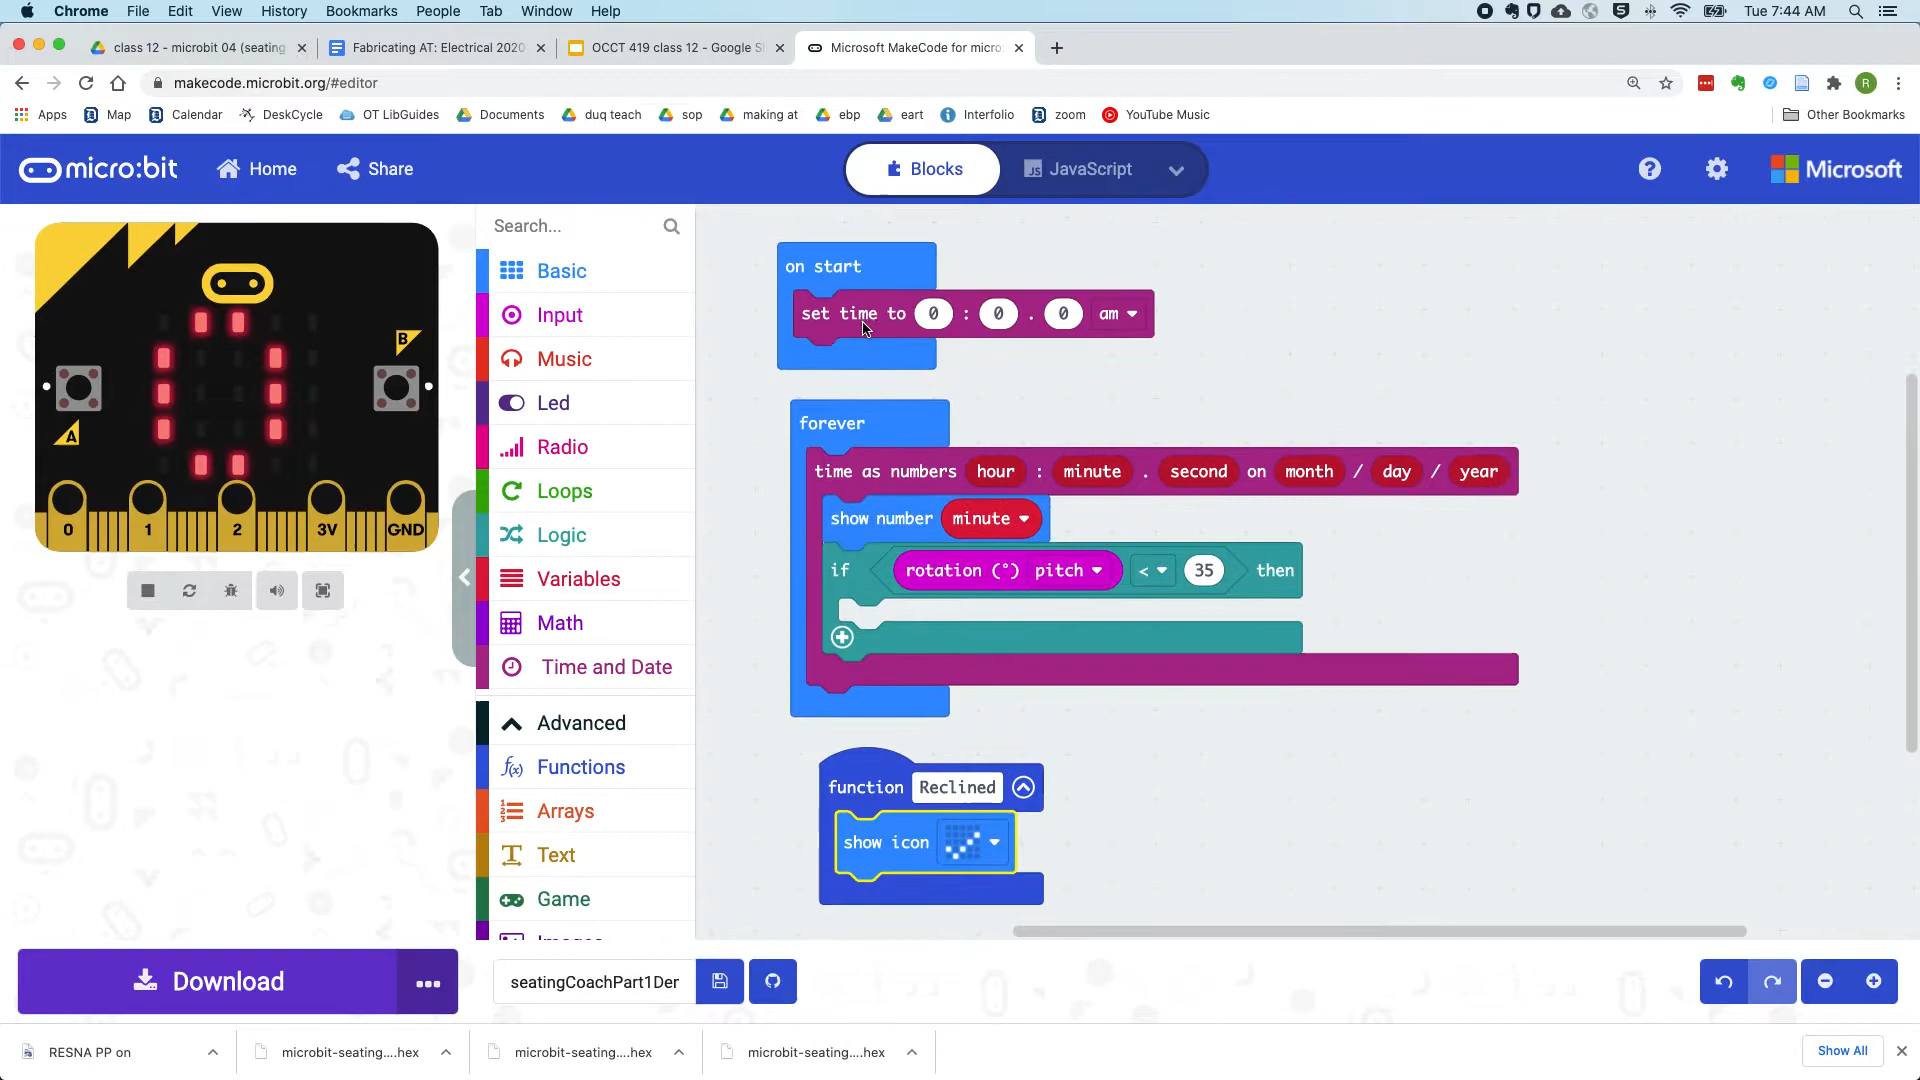 Chrome File Edit View History Bookmarks People Tab Window Help Tue 7:44 AM
class 12 - microbit 04 (seating Fabricating AT: Electrical 2020 OCCT 419 class 12 - Google Sl Microsoft MakeCode for micro:
makecode.microbit.org/#editor R
Apps Map Calendar DeskCycle OT LibGuides Documents duq teach sop making at ebp eart Interfolio zoom YouTube Music Other Bookmarks
micro:bit Home Share Blocks JS JavaScript ? Microsoft
Search...
Basic
Input
Music
Led
Radio
Loops
Logic
Variables
Math
Time and Date
Advanced
f(x) Functions
Arrays
T Text
Game
B
A
0 1 2 3V GND
on start
set time to 0 : 0 . 0 am
forever
time as numbers hour : minute . second on month / day / year
show number minute
if rotation (°) pitch < 35 then
function Reclined
show icon
Download ... seatingCoachPart1Der
RESNA PP on microbit-seating....hex microbit-seating....hex microbit-seating....hex Show All